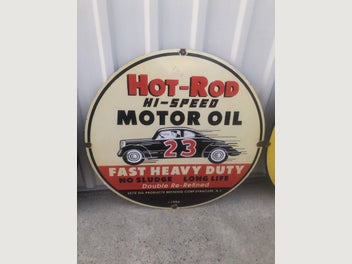 HOT-ROD
HI-SPEED
MOTOR OIL
23
FAST HEAVY DUTY
NO SLUDGE LONG LIFE
Double Re-Refined